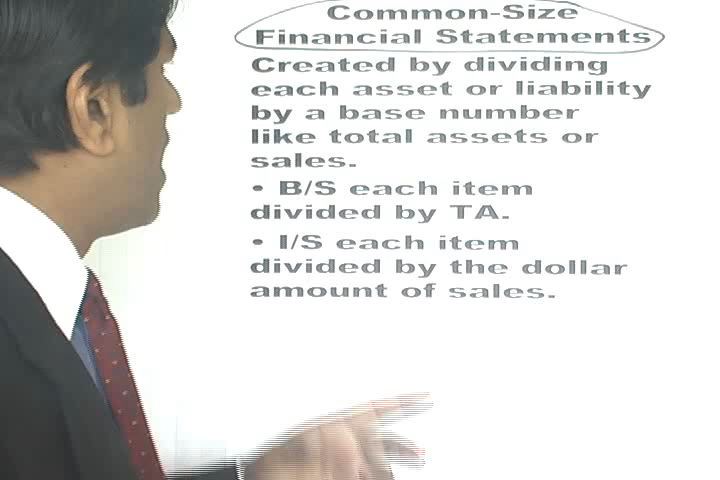 Common-Size
Financial Statements
Created by dividing
each asset or liability
by a base number
like total assets or
sales.
• B/S each item
divided by TA.
• I/S each item
divided by the dollar
amount of sales.